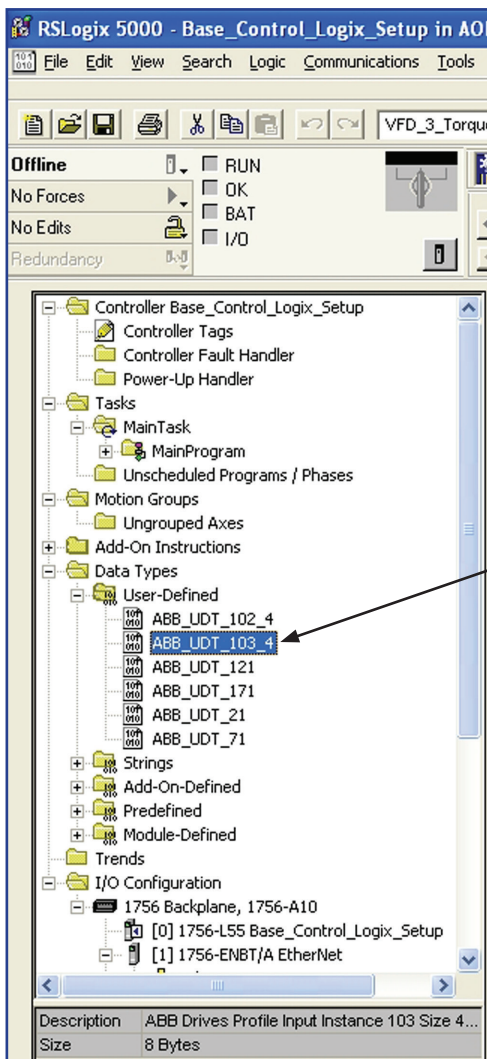 RSLogix 5000 - Base_Control_Logix_Setup in AOI
File Edit View Search Logic Communications Tools
VFD_3_Torque
Offline RUN
No Forces OK
No Edits BAT
Redundancy I/O
Controller Base_Control_Logix_Setup
Controller Tags
Controller Fault Handler
Power-Up Handler
Tasks
MainTask
MainProgram
Unscheduled Programs / Phases
Motion Groups
Ungrouped Axes
Add-On Instructions
Data Types
User-Defined
ABB_UDT_102_4
ABB_UDT_103_4
ABB_UDT_121
ABB_UDT_171
ABB_UDT_21
ABB_UDT_71
Strings
Add-On-Defined
Predefined
Module-Defined
Trends
I/O Configuration
1756 Backplane, 1756-A10
[0] 1756-L55 Base_Control_Logix_Setup
[1] 1756-ENBT/A EtherNet
Description ABB Drives Profile Input Instance 103 Size 4...
Size 8 Bytes